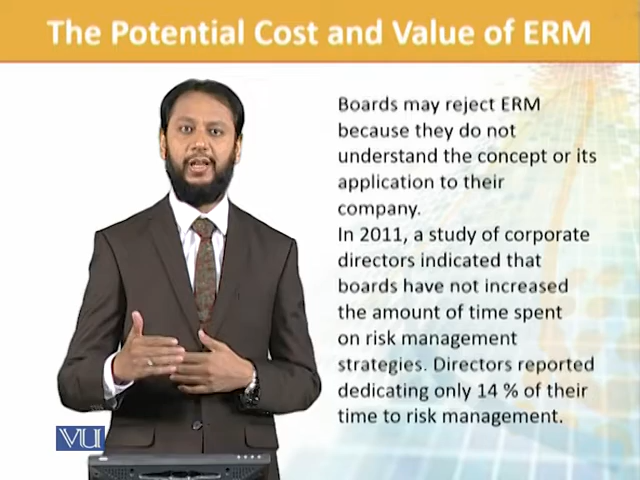 The Potential Cost and Value of ERM
Boards may reject ERM
because they do not
understand the concept or its
application to their
company.
In 2011, a study of corporate
directors indicated that
boards have not increased
the amount of time spent
on risk management
strategies. Directors reported
dedicating only 14 % of their
time to risk management.
VU